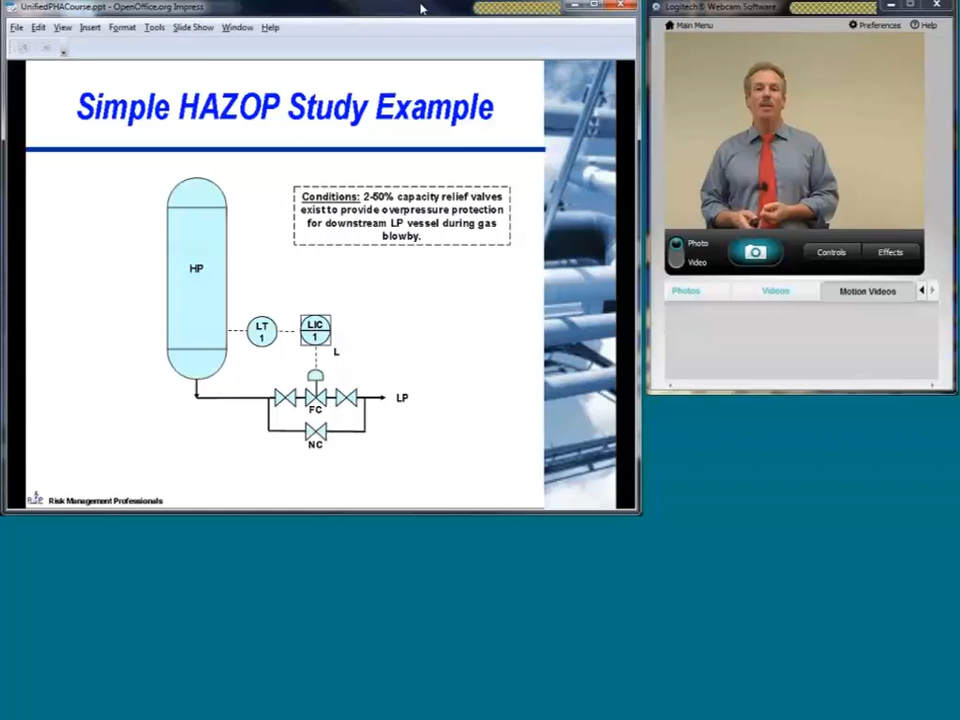 UnifiedPHACourse.ppt - OpenOffice.org Impress
File Edit View Insert Format Tools Slide Show Window Help
Simple HAZOP Study Example
Conditions: 2-50% capacity relief valves
exist to provide overpressure protection
for downstream LP vessel during gas
blowby.
HP
LT
1
LIC
1
L
LP
FC
NC
Risk Management Professionals
Logitech® Webcam Software
Main Menu
Preferences
Help
Photo
Video
Controls
Effects
Photos
Videos
Motion Videos